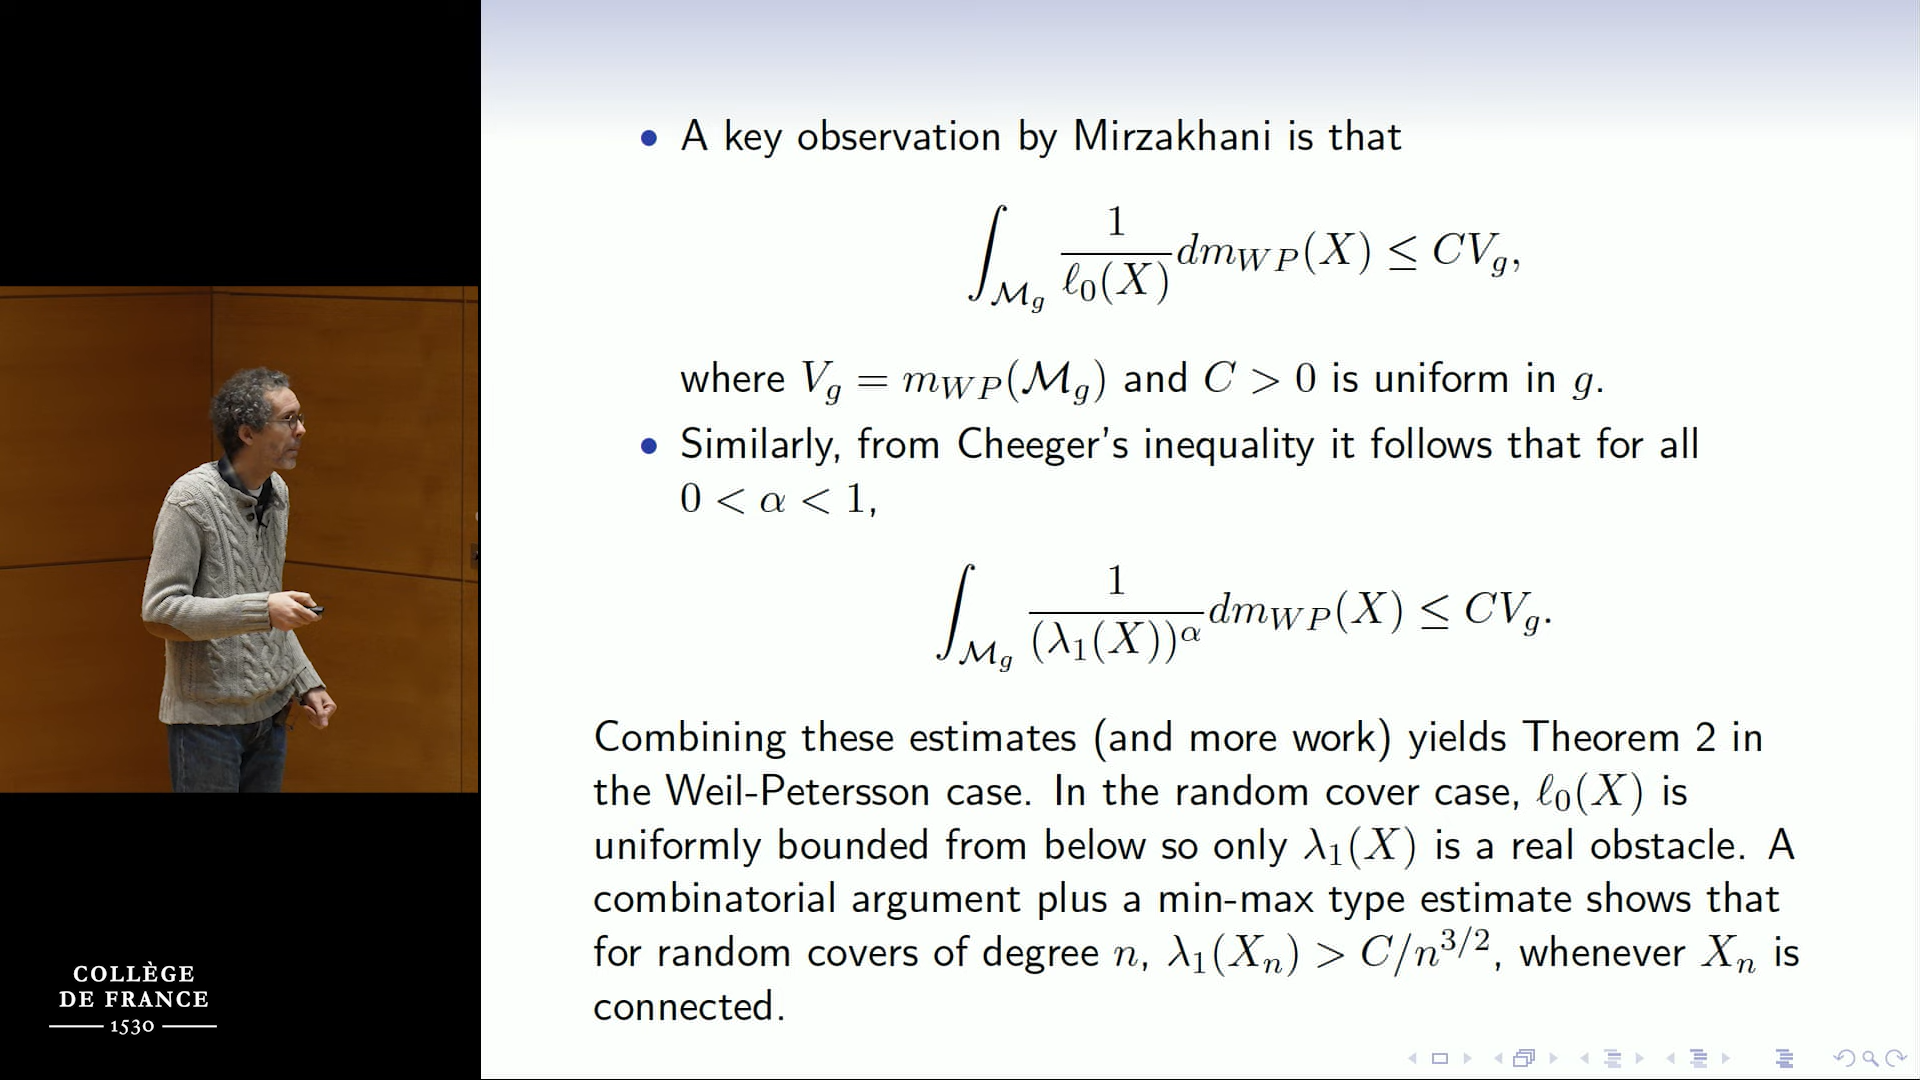 • A key observation by Mirzakhani is that
∫_{ℳ_g} 1/ℓ₀(X) dm_{WP}(X) ≤ CV_g,
where V_g = m_{WP}(ℳ_g) and C > 0 is uniform in g.
• Similarly, from Cheeger's inequality it follows that for all
0 < α < 1,
∫_{ℳ_g} 1/(λ₁(X))^α dm_{WP}(X) ≤ CV_g.
Combining these estimates (and more work) yields Theorem 2 in
the Weil-Petersson case. In the random cover case, ℓ₀(X) is
uniformly bounded from below so only λ₁(X) is a real obstacle. A
combinatorial argument plus a min-max type estimate shows that
for random covers of degree n, λ₁(X_n) > C/n^{3/2}, whenever X_n is
connected.
COLLÈGE
DE FRANCE
1530